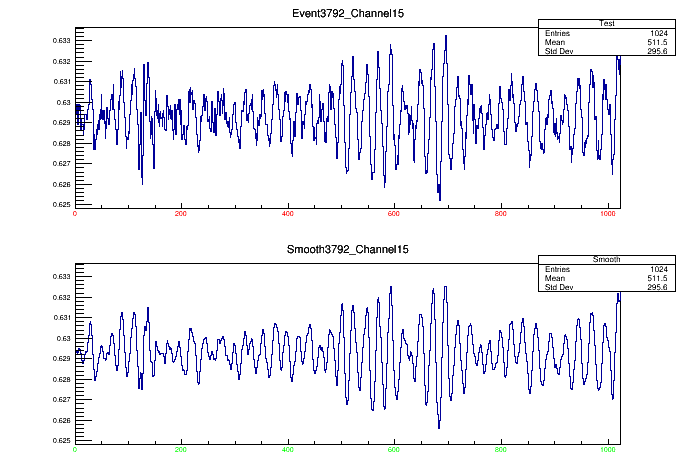 Event3792_Channel15
Test
Entries 1024
Mean 511.5
Std Dev 295.6
0.633
0.632
0.631
0.63
0.629
0.628
0.627
0.626
0.625
0 200 400 600 800 1000
Smooth3792_Channel15
Smooth
Entries 1024
Mean 511.5
Std Dev 295.6
0.633
0.632
0.631
0.63
0.629
0.628
0.627
0.626
0.625
0 200 400 600 800 1000